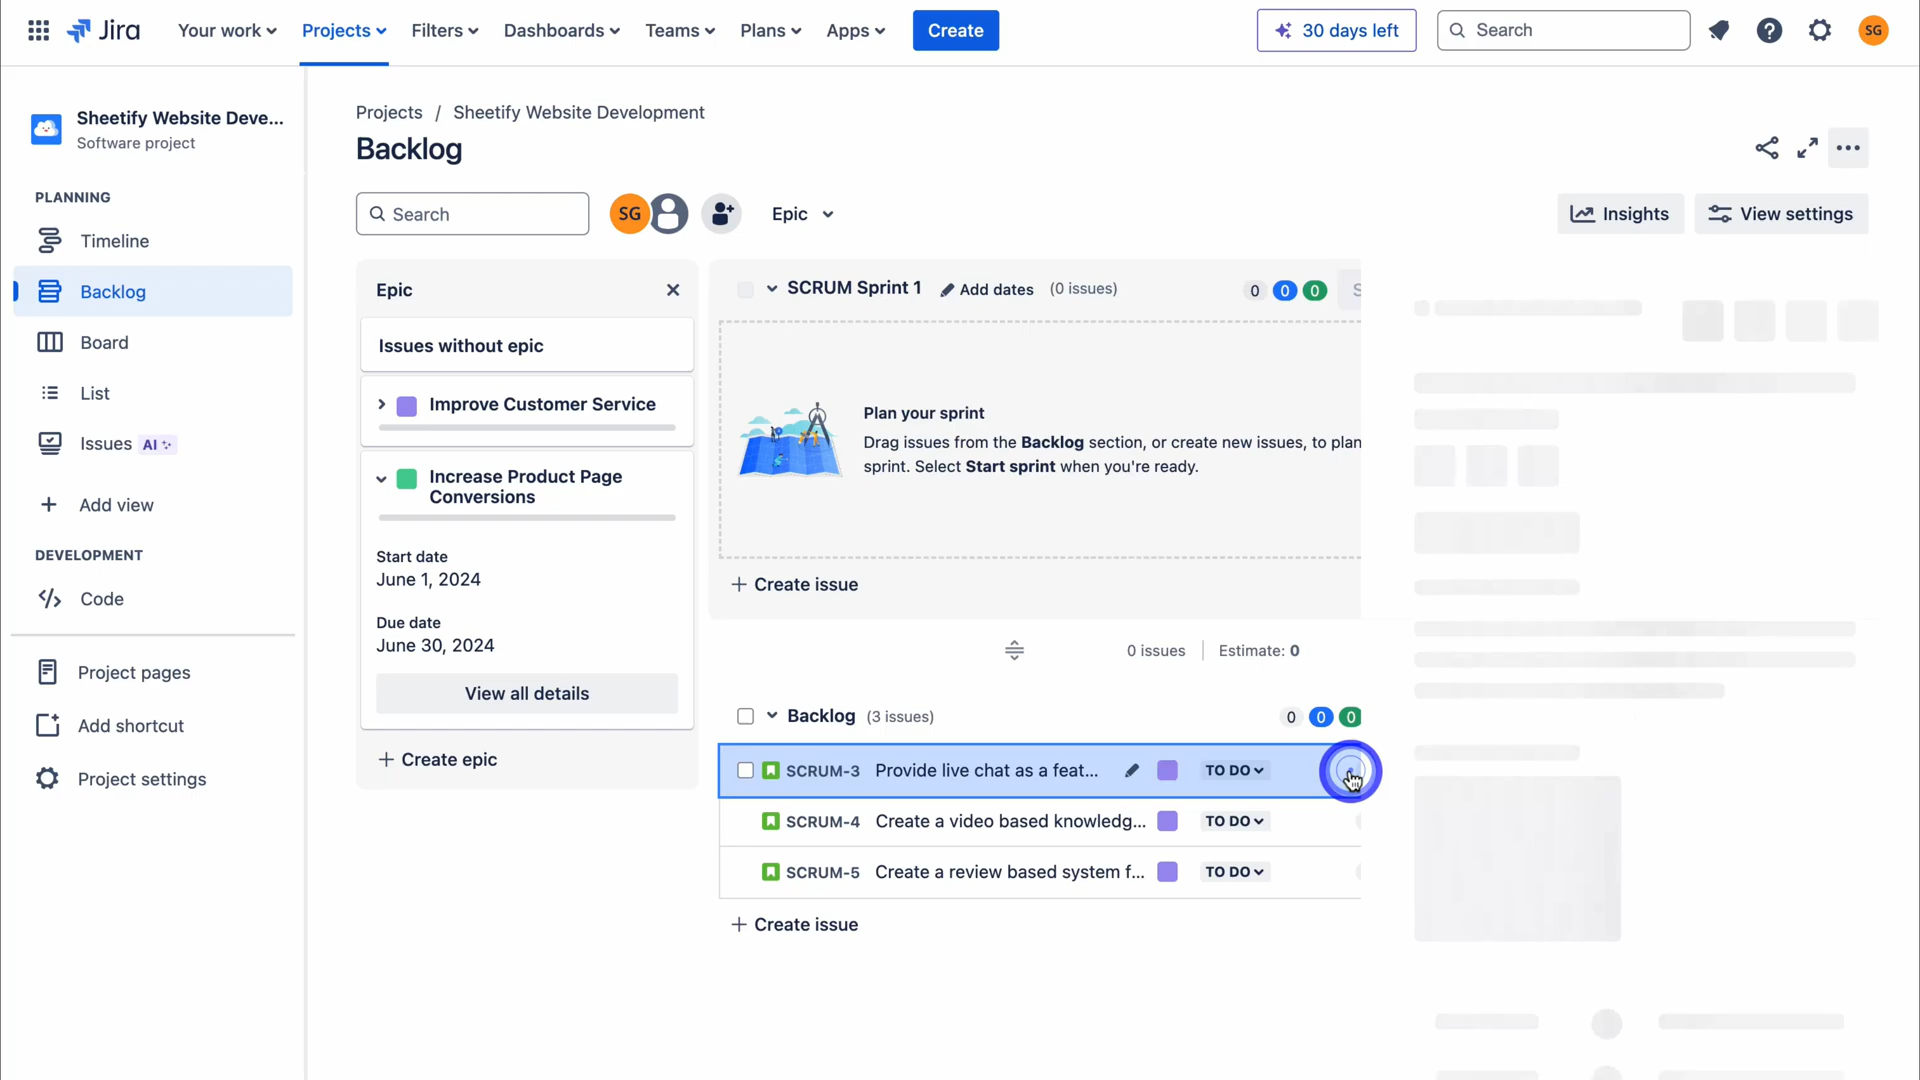 Jira
Your work
Projects
Filters
Dashboards
Teams
Plans
Apps
Create
30 days left
Search
SG
Sheetify Website Deve...
Software project
PLANNING
Timeline
Backlog
Board
List
Issues AI
Add view
DEVELOPMENT
Code
Project pages
Add shortcut
Project settings
Projects / Sheetify Website Development
Backlog
Search
SG
Epic
Insights
View settings
Epic
Issues without epic
Improve Customer Service
Increase Product Page
Conversions
Start date
June 1, 2024
Due date
June 30, 2024
View all details
+ Create epic
SCRUM Sprint 1 Add dates (0 issues) 0 0 0 S
Plan your sprint
Drag issues from the Backlog section, or create new issues, to plan
sprint. Select Start sprint when you're ready.
+ Create issue
0 issues Estimate: 0
Backlog (3 issues) 0 0 0
SCRUM-3 Provide live chat as a feat... TO DO
SCRUM-4 Create a video based knowledg... TO DO
SCRUM-5 Create a review based system f... TO DO
+ Create issue